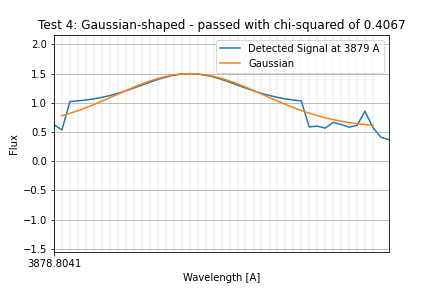 Test 4: Gaussian-shaped - passed with chi-squared of 0.4067
Detected Signal at 3879 A
Gaussian
2.0
1.5
1.0
0.5
0.0
−0.5
−1.0
−1.5
Flux
3878.8041
Wavelength [A]